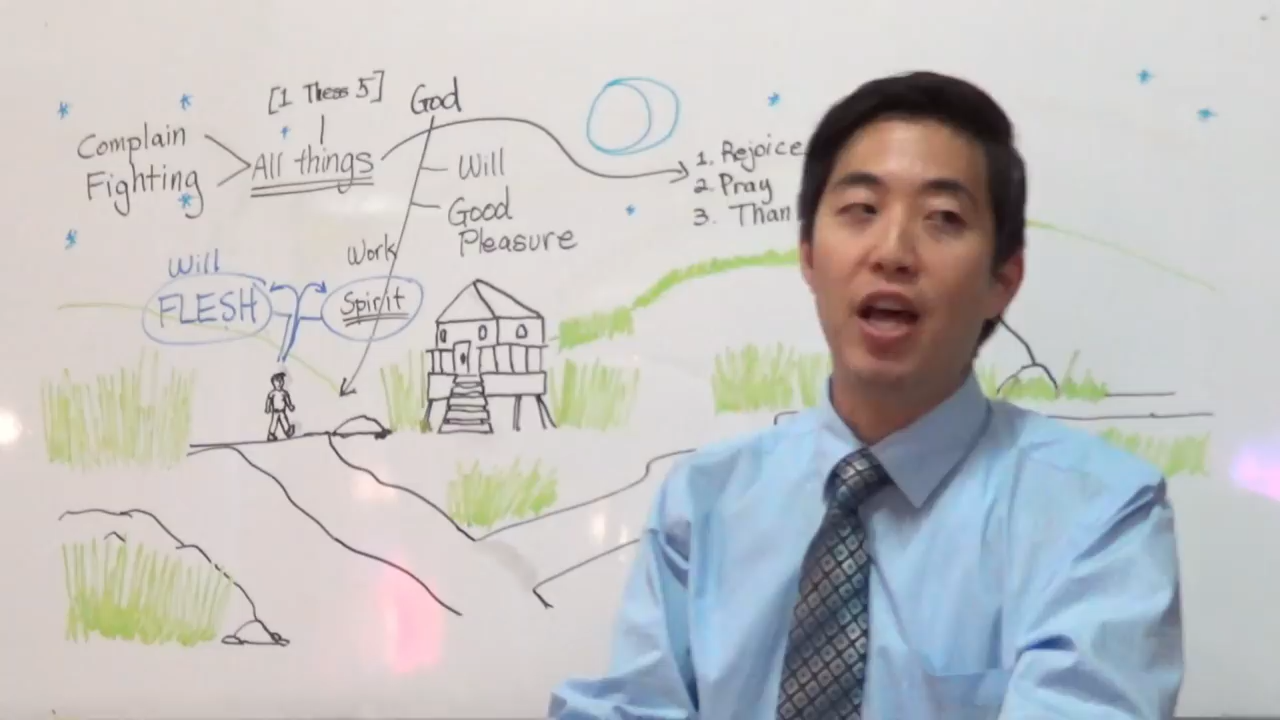 [1 Thess 5]
God
Complain
Fighting
All things
Will
Good
Pleasure
1. Rejoice
2. Pray
3. Than
Will
FLESH
Work
Spirit